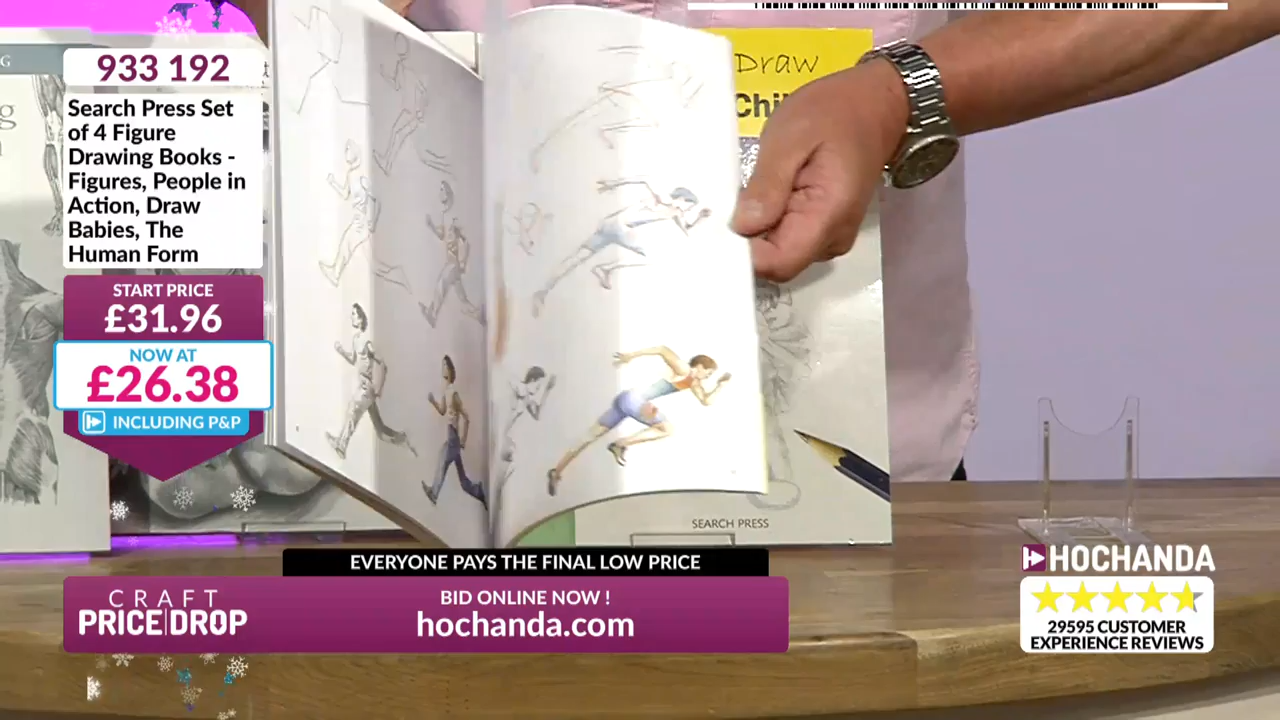 933 192
Search Press Set
of 4 Figure
Drawing Books -
Figures, People in
Action, Draw
Babies, The
Human Form
START PRICE
£31.96
NOW AT
£26.38
INCLUDING P&P
Draw
Chi
SEARCH PRESS
EVERYONE PAYS THE FINAL LOW PRICE
CRAFT
PRICE DROP
BID ONLINE NOW !
hochanda.com
HOCHANDA
29595 CUSTOMER
EXPERIENCE REVIEWS